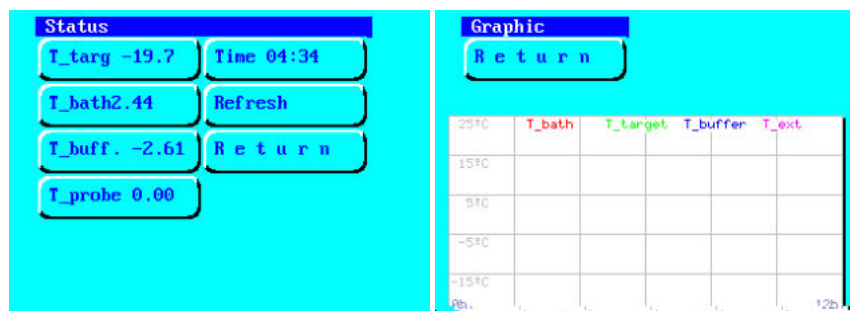 Status
T_targ -19.7 Time 04:34
T_bath2.44 Refresh
T_buff. -2.61 R e t u r n
T_probe 0.00
Graphic
R e t u r n
25ºC T_bath T_target T_buffer T_ext
15ºC
5ºC
-5ºC
-15ºC
0h. 12h